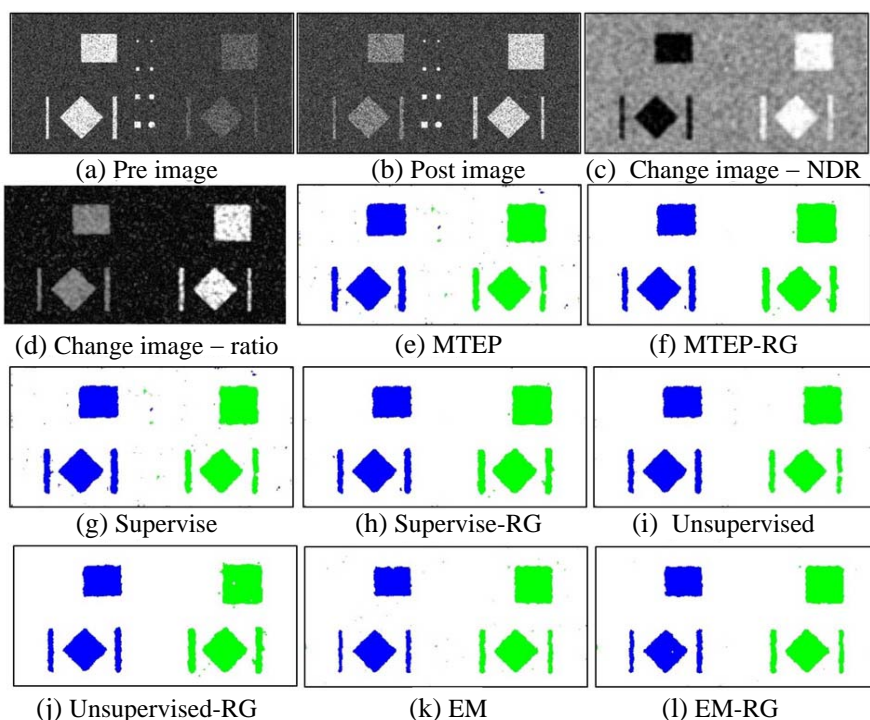 (a) Pre image
(b) Post image
(c) Change image – NDR
(d) Change image – ratio
(e) MTEP
(f) MTEP-RG
(g) Supervise
(h) Supervise-RG
(i) Unsupervised
(j) Unsupervised-RG
(k) EM
(l) EM-RG